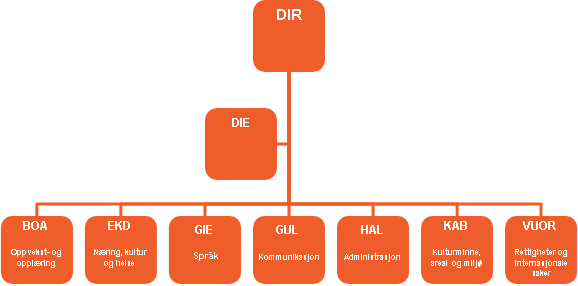 DIR
DIE
BOA
Oppvekst- og
opplæring
EKD
Næring, kultur
og helse
GIE
Språk
GUL
Kommunikasjon
HAL
Administrasjon
KAB
Kulturminne,
areal og miljø
VUOR
Rettigheter og
internasjonale
saker